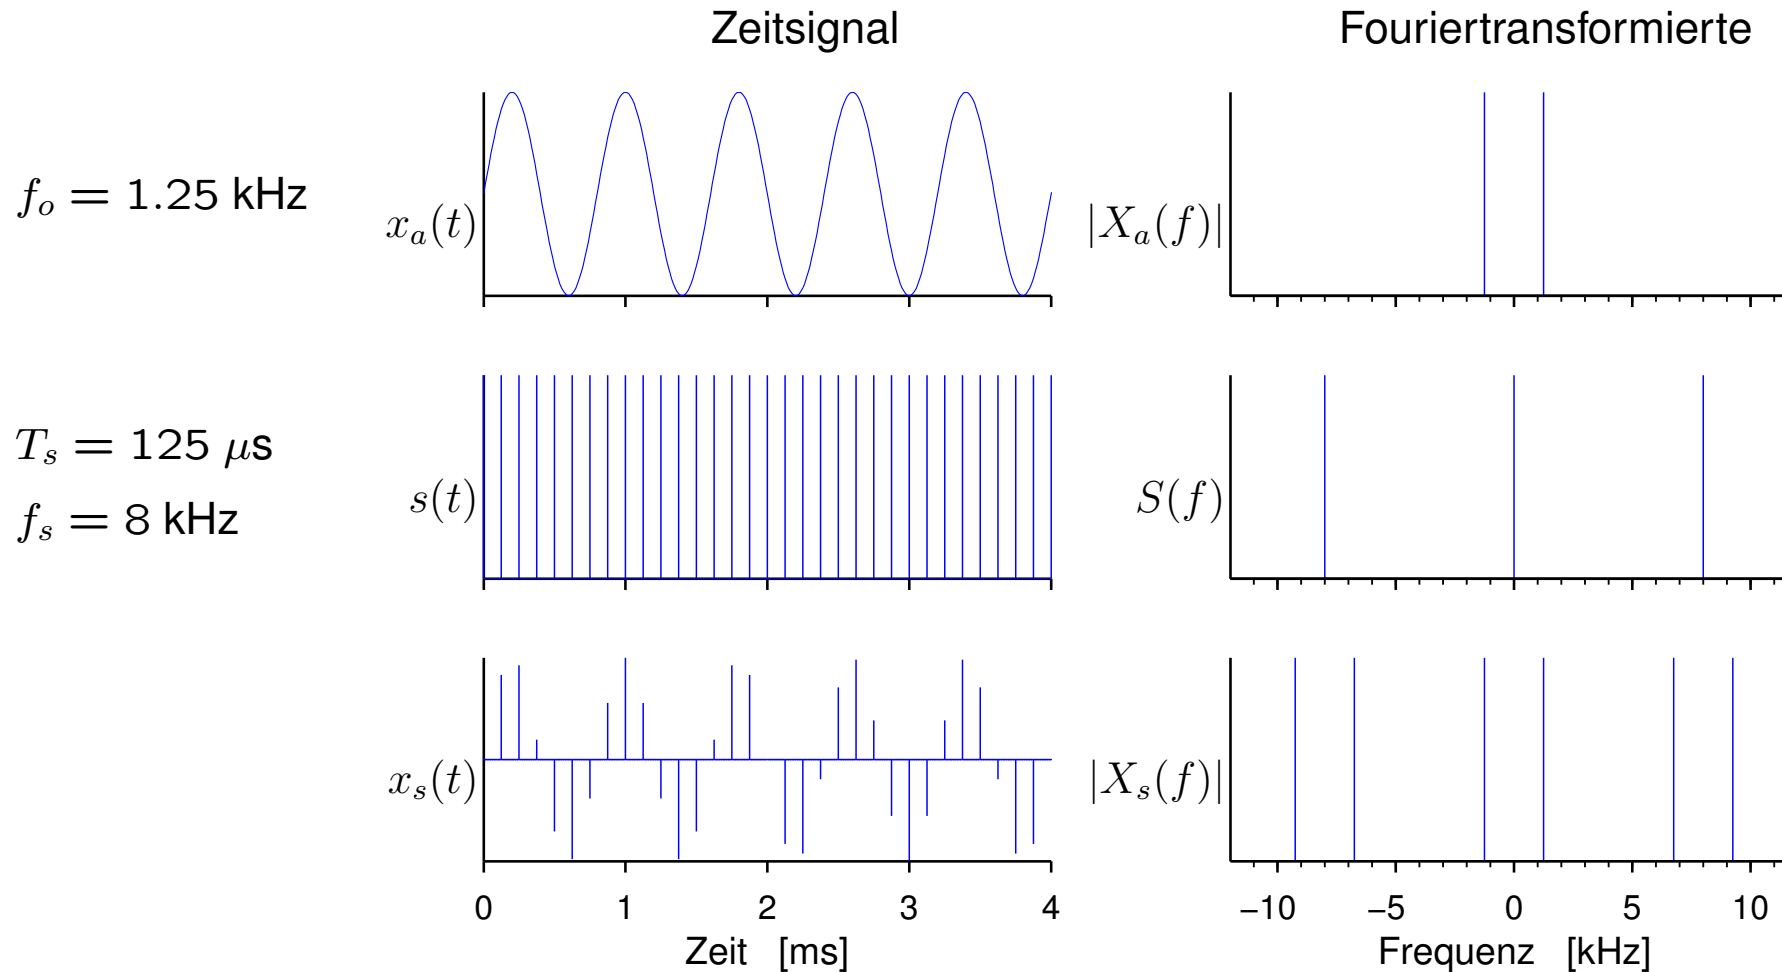 Zeitsignal Fouriertransformierte
f_o = 1.25 kHz
x_a(t) |X_a(f)|
T_s = 125 μs
f_s = 8 kHz
s(t) S(f)
x_s(t) |X_s(f)|
0 1 2 3 4 −10 −5 0 5 10
Zeit [ms] Frequenz [kHz]